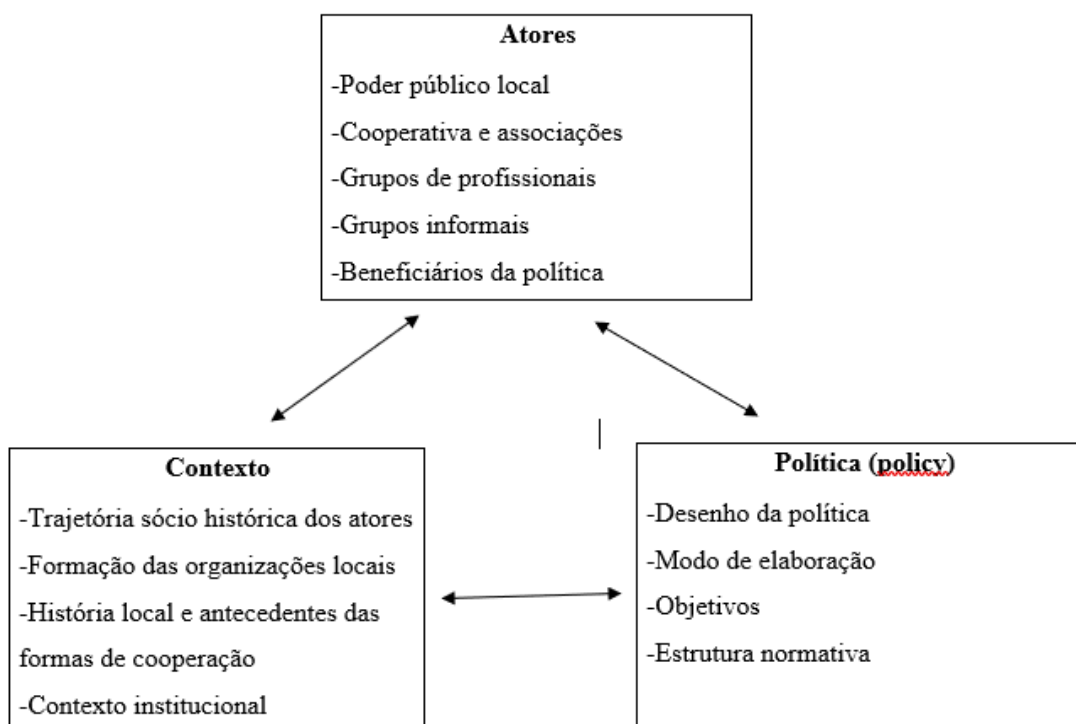 Atores
-Poder público local
-Cooperativa e associações
-Grupos de profissionais
-Grupos informais
-Beneficiários da política
Contexto
-Trajetória sócio histórica dos atores
-Formação das organizações locais
-História local e antecedentes das
formas de cooperação
-Contexto institucional
Política (policy)
-Desenho da política
-Modo de elaboração
-Objetivos
-Estrutura normativa